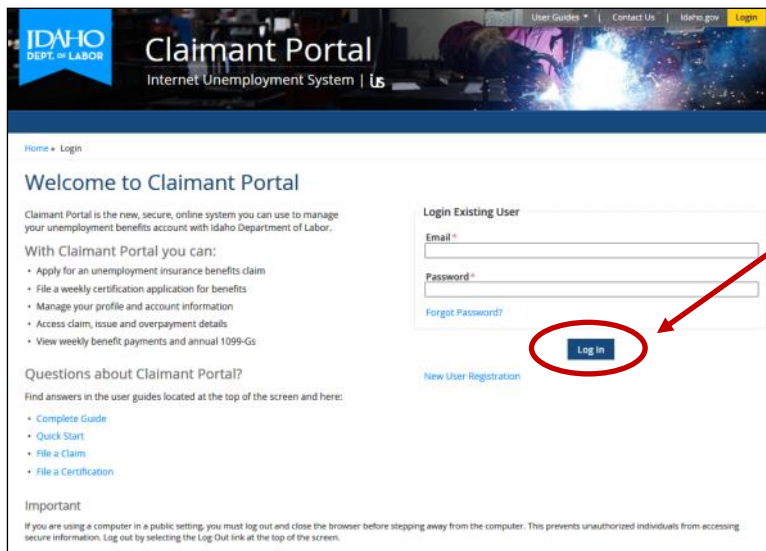 User Guides | Contact Us | Idaho.gov Login
IDAHO
DEPT. OF LABOR
Claimant Portal
Internet Unemployment System | ius
Home » Login
Welcome to Claimant Portal
Claimant Portal is the new, secure, online system you can use to manage
your unemployment benefits account with Idaho Department of Labor.
With Claimant Portal you can:
• Apply for an unemployment insurance benefits claim
• File a weekly certification application for benefits
• Manage your profile and account information
• Access claim, issue and overpayment details
• View weekly benefit payments and annual 1099-Gs
Questions about Claimant Portal?
Find answers in the user guides located at the top of the screen and here:
• Complete Guide
• Quick Start
• File a Claim
• File a Certification
Login Existing User
Email *
Password *
Forgot Password?
Log In
New User Registration
Important
If you are using a computer in a public setting, you must log out and close the browser before stepping away from the computer. This prevents unauthorized individuals from accessing
secure information. Log out by selecting the Log Out link at the top of the screen.